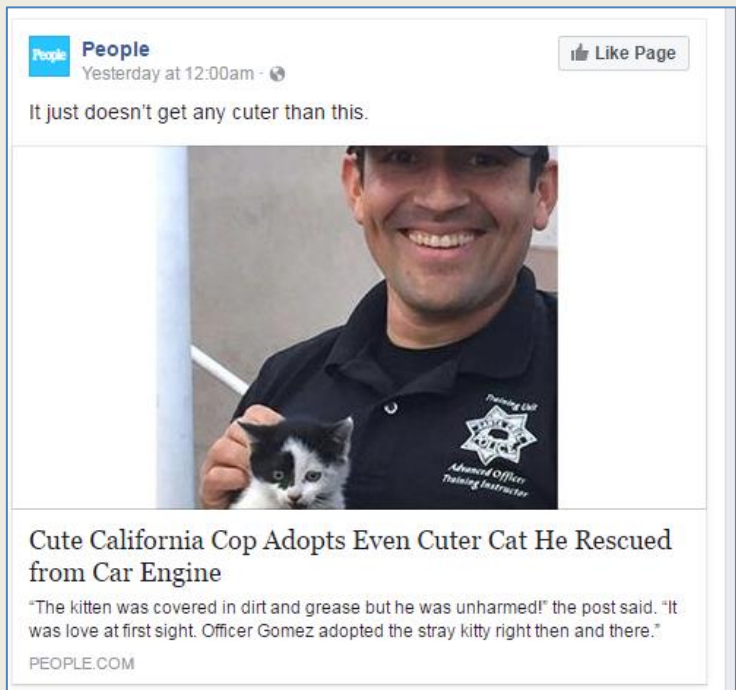 People
People
Yesterday at 12:00am ·
Like Page
It just doesn't get any cuter than this.
Training Unit
POLICE
Advanced Officer
Training Instructor
Cute California Cop Adopts Even Cuter Cat He Rescued
from Car Engine
“The kitten was covered in dirt and grease but he was unharmed!” the post said. “It
was love at first sight. Officer Gomez adopted the stray kitty right then and there.”
PEOPLE.COM